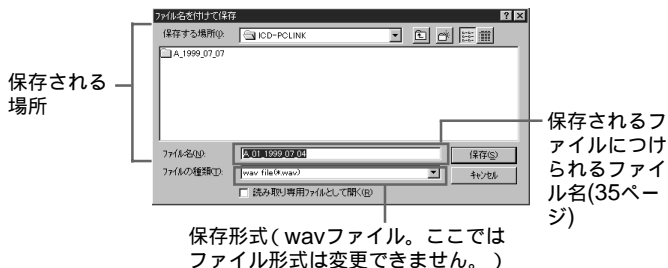 ファイル名を付けて保存
保存する場所(I):
ICD-PCLINK
A_1999_07_07
ファイル名(N):
A_01_1999_07_04
保存(S)
ファイルの種類(T):
wav file(*.wav)
キャンセル
読み取り専用ファイルとして開く(R)
保存される
場所
保存されるフ
ァイルにつけ
られるファイ
ル名(35ペー
ジ)
保存形式(wavファイル。ここでは
ファイル形式は変更できません。)